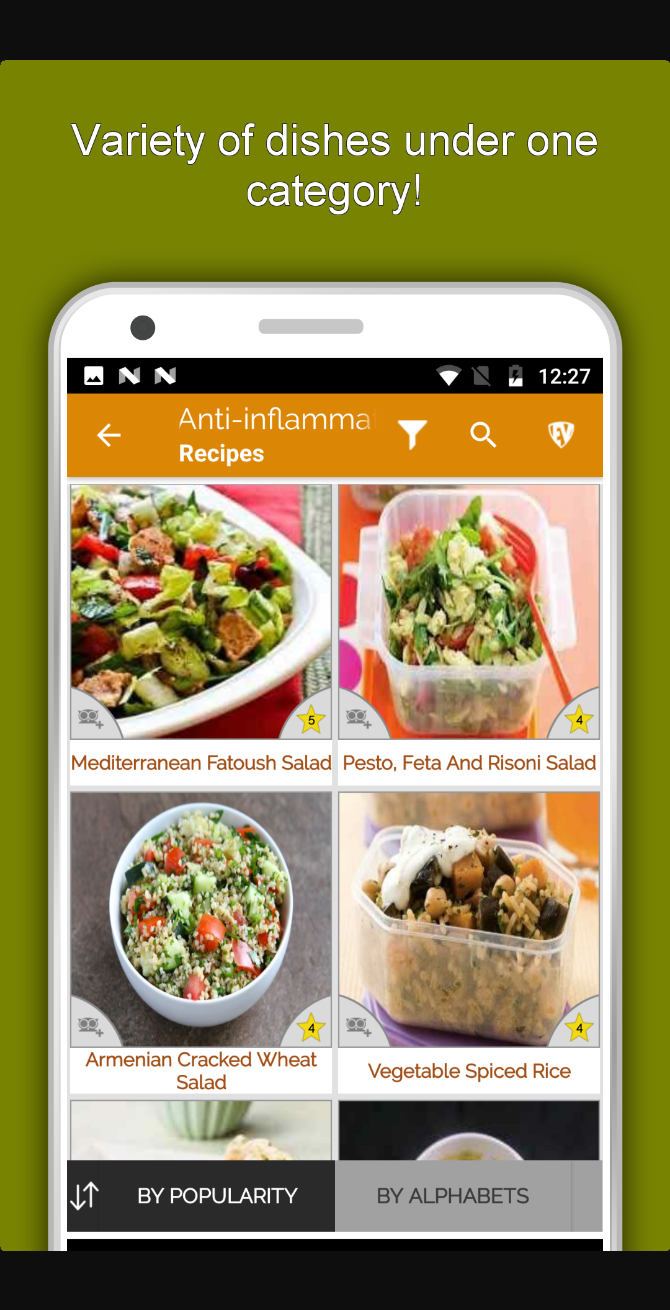 Variety of dishes under one
category!
12:27
Anti-inflamma
Recipes
EV
5
4
Mediterranean Fatoush Salad
Pesto, Feta And Risoni Salad
4
4
Armenian Cracked Wheat
Salad
Vegetable Spiced Rice
BY POPULARITY
BY ALPHABETS